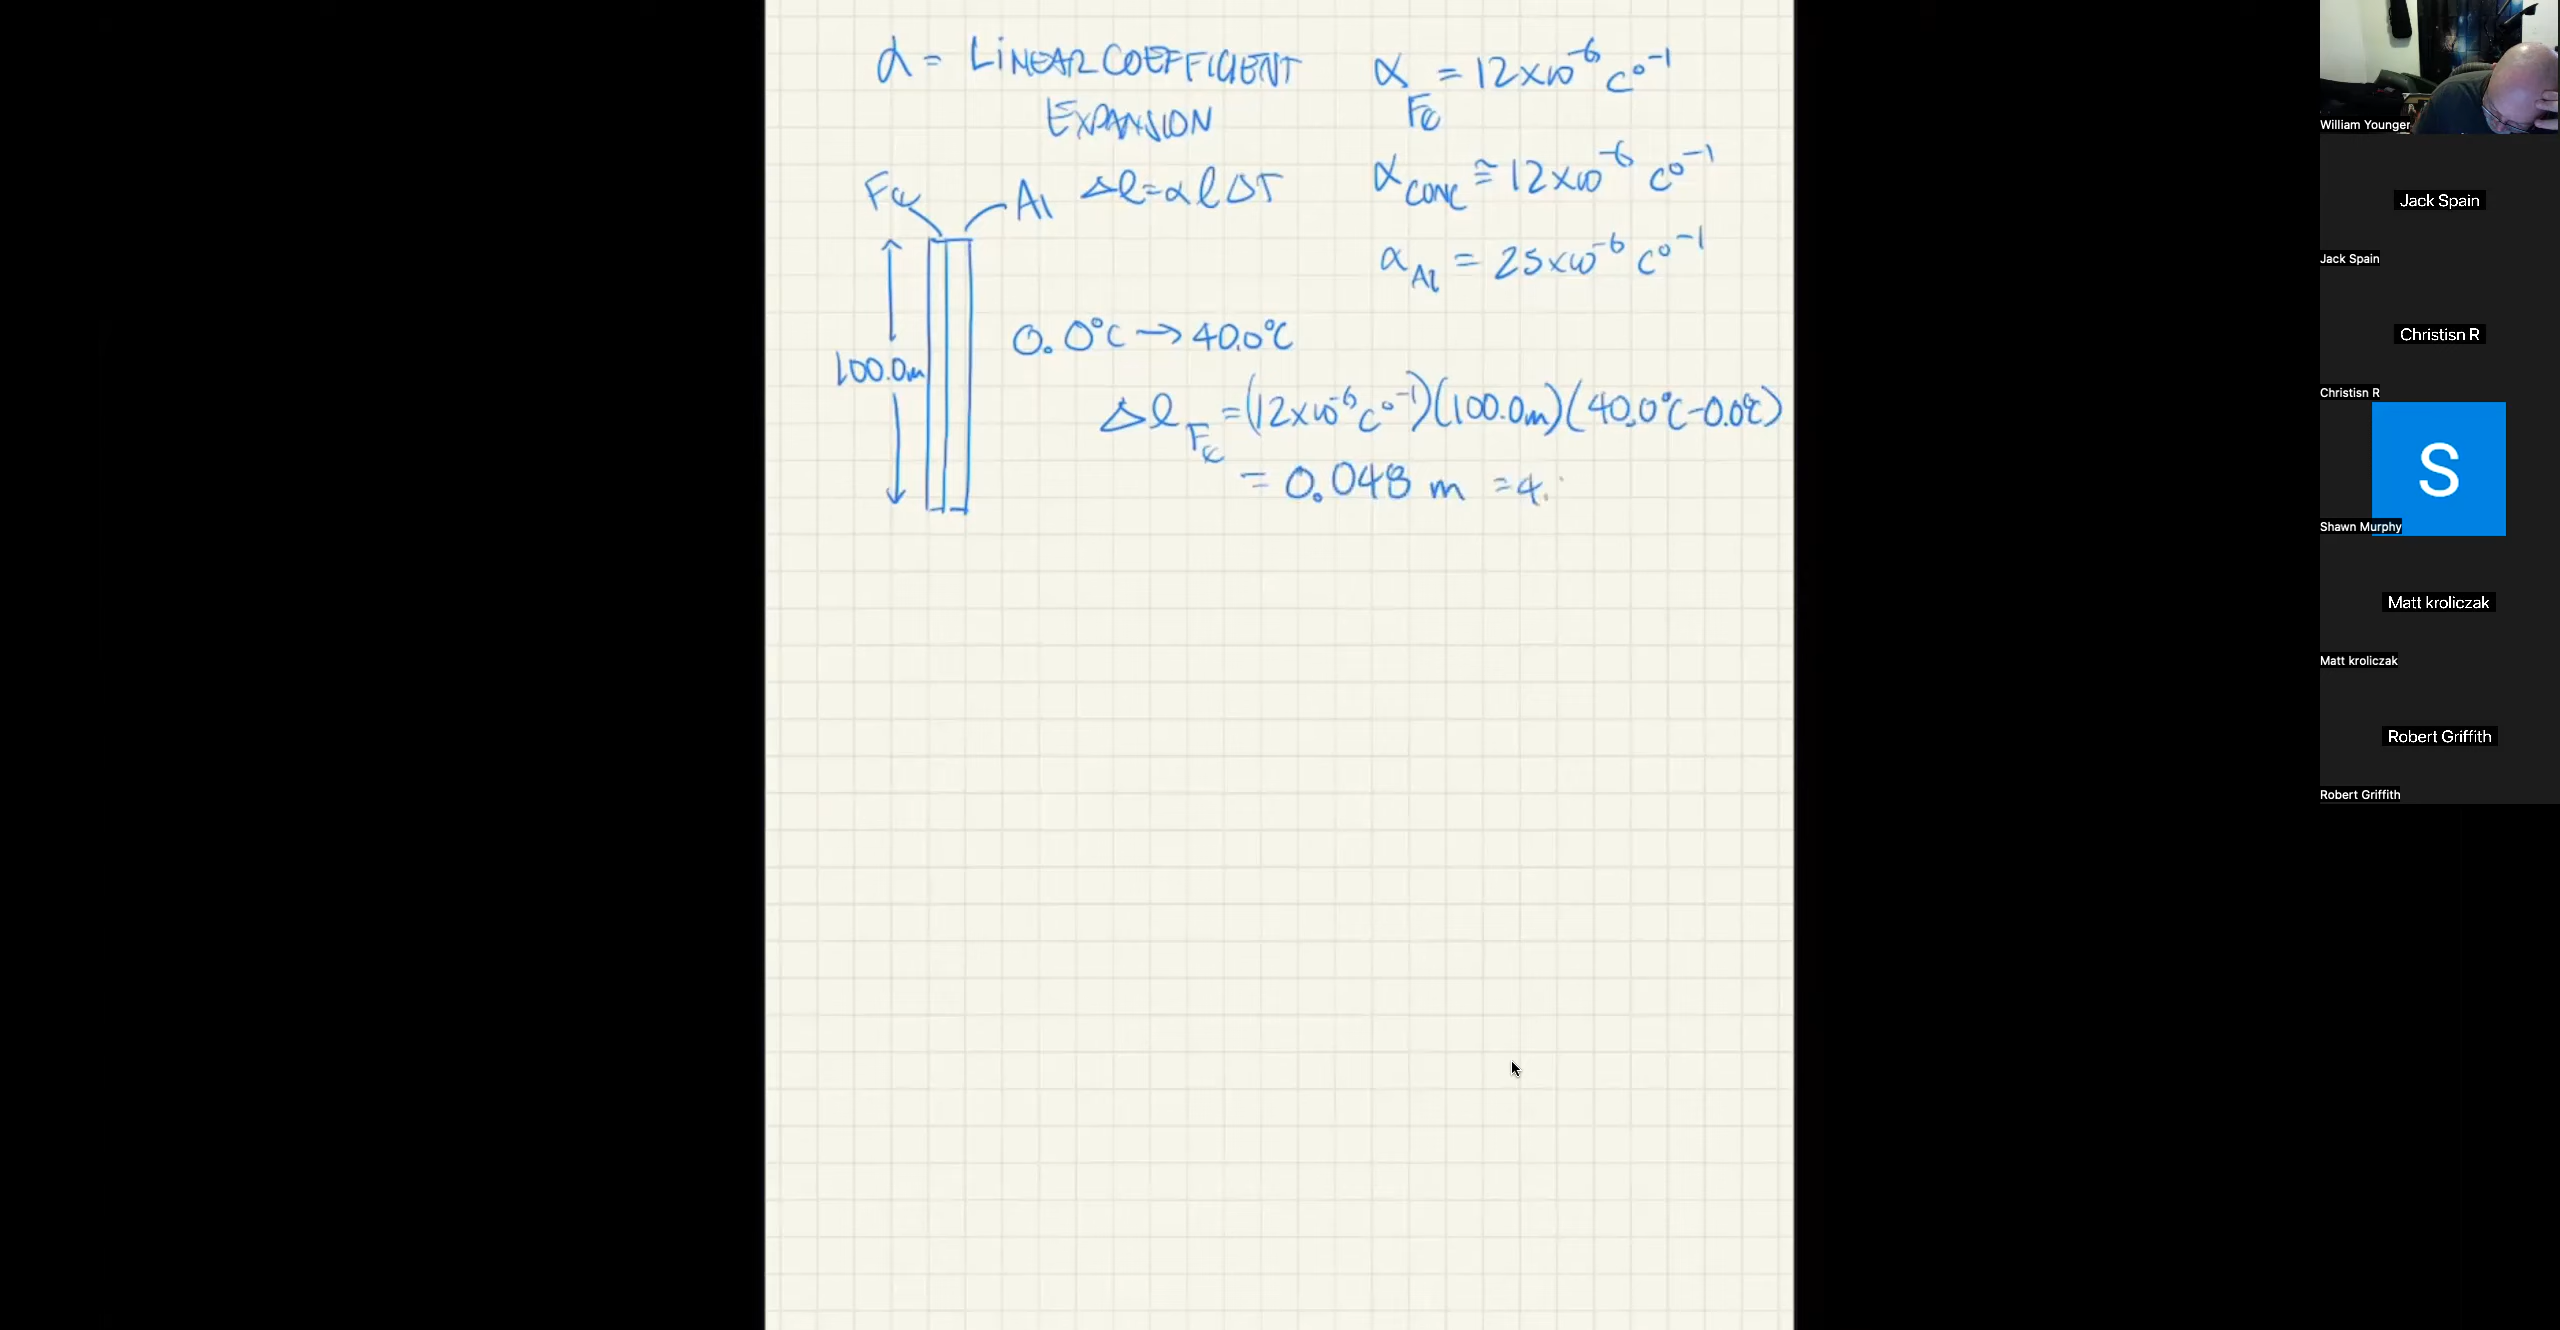 α = LINEAR COEFFICIENT
EXPANSION
α Fe = 12×10⁻⁶ C°⁻¹
α CONC ≅ 12×10⁻⁶ C°⁻¹
α Al = 25×10⁻⁶ C°⁻¹
Fe Al Δl = αlΔT
0.0°C → 40.0°C
100.0m
Δl Fe = (12×10⁻⁶ C°⁻¹)(100.0m)(40.0°C-0.0°C)
= 0.048 m = 4.
William Younger
Jack Spain
Jack Spain
Christisn R
Christisn R
S
Shawn Murphy
Matt kroliczak
Matt kroliczak
Robert Griffith
Robert Griffith